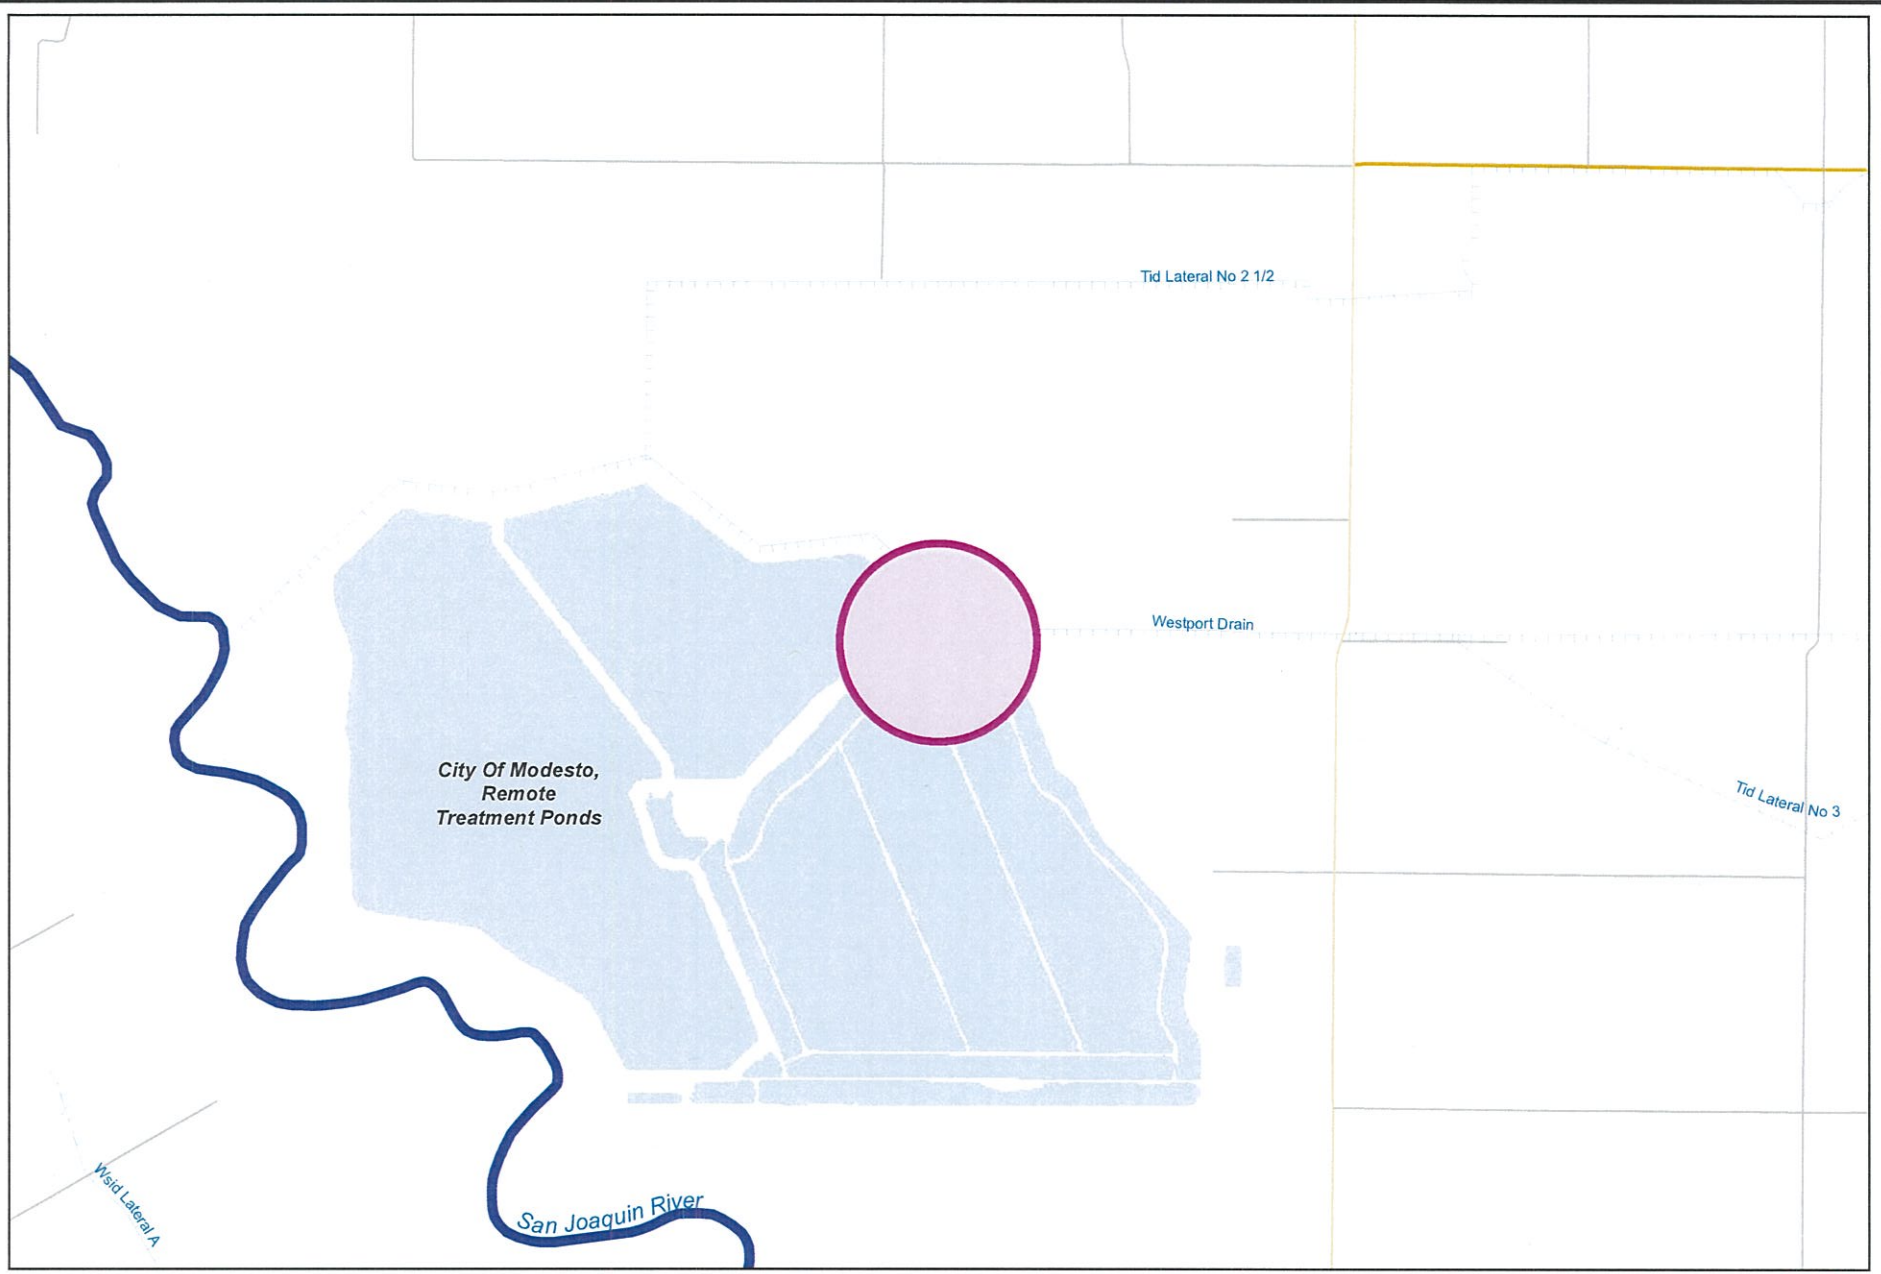 Tid Lateral No 2 1/2
Westport Drain
City Of Modesto,
Remote
Treatment Ponds
Tid Lateral No 3
Wsid Lateral A
San Joaquin River